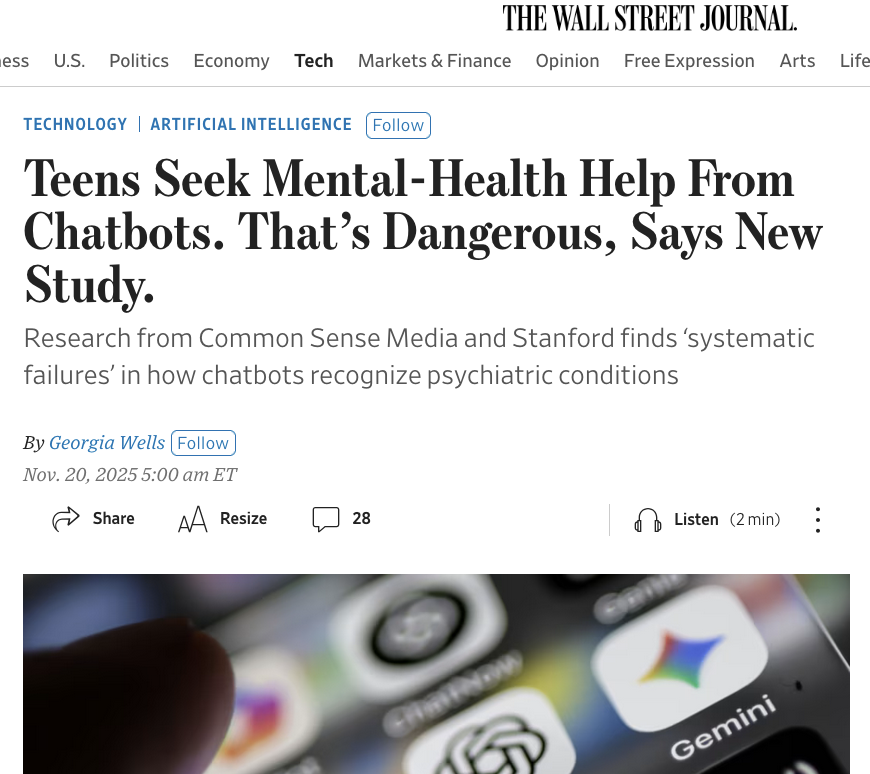 THE WALL STREET JOURNAL.
ess U.S. Politics Economy Tech Markets & Finance Opinion Free Expression Arts Life
TECHNOLOGY | ARTIFICIAL INTELLIGENCE Follow
Teens Seek Mental-Health Help From
Chatbots. That’s Dangerous, Says New
Study.
Research from Common Sense Media and Stanford finds ‘systematic
failures’ in how chatbots recognize psychiatric conditions
By Georgia Wells Follow
Nov. 20, 2025 5:00 am ET
Share AA Resize 28 Listen (2 min)
ChatNow
Gemini